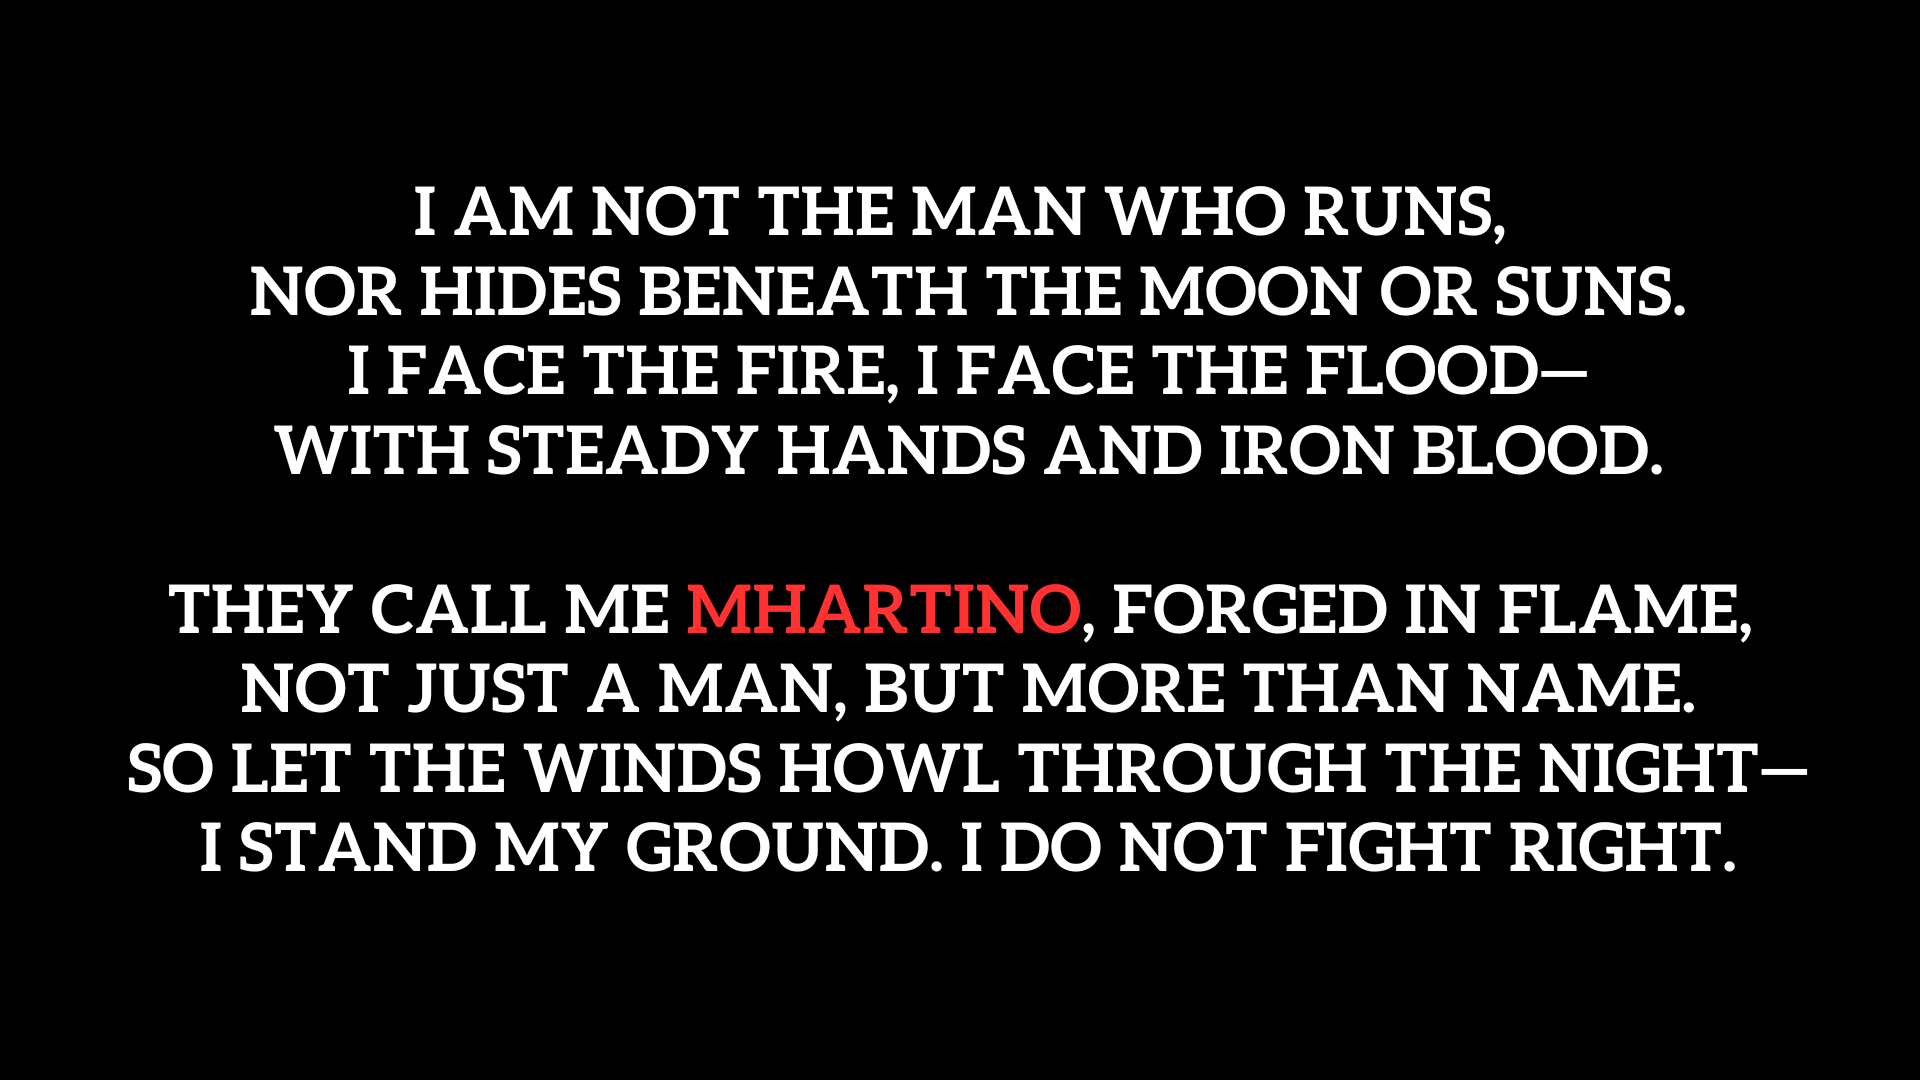 I AM NOT THE MAN WHO RUNS,
NOR HIDES BENEATH THE MOON OR SUNS.
I FACE THE FIRE, I FACE THE FLOOD—
WITH STEADY HANDS AND IRON BLOOD.
THEY CALL ME MHARTINO, FORGED IN FLAME,
NOT JUST A MAN, BUT MORE THAN NAME.
SO LET THE WINDS HOWL THROUGH THE NIGHT—
I STAND MY GROUND. I DO NOT FIGHT RIGHT.